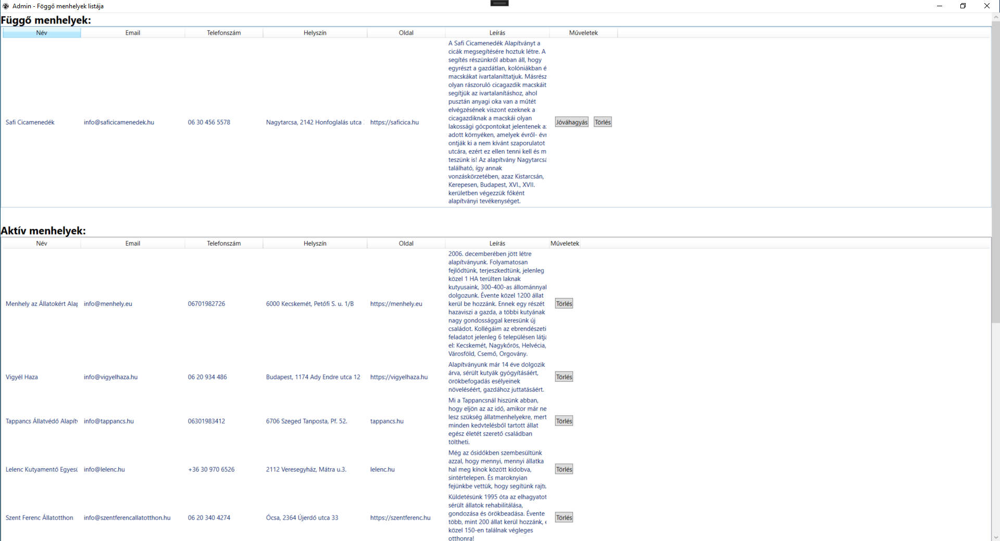 Admin - Függő menhelyek listája
Függő menhelyek:
Név Email Telefonszám Helyszín Oldal Leírás Műveletek
A Safi Cicamenedék Alapítványt a
cicák megsegítésére hoztuk létre. A
segítés részünkről abban áll, hogy
egyrészt a gazdátlan, kolóniákban é
macskákat ivartalaníttatjuk. Másrész
olyan rászoruló cicagazdik macskáit
segítjük az ivartalanításhoz, ahol
pusztán anyagi oka van a műtét
elvégzésének viszont ezeknek a
cicagazdiknak a macskái olyan
Safi Cicamenedék info@saficicamenedek.hu 06 30 456 5578 Nagytarcsa, 2142 Honfoglalás utca https://saficica.hu Jóváhagyás Törlés
lakossági gócpontokat jelentenek a
adott környéken, amelyek évről- év
ontják ki a nem kívánt szaporulatot
utcára, ezért ez ellen tenni kell és m
teszünk is! Az alapítvány Nagytarcsá
található, így annak
vonzáskörzetében, azaz Kistarcsán,
Kerepesen, Budapest, XVI., XVII.
kerületben végezzük főként
alapítványi tevékenységet.
Aktív menhelyek:
Név Email Telefonszám Helyszín Oldal Leírás Műveletek
2006. decemberében jött létre
alapítványunk. Folyamatosan
fejlődtünk, terjeszkedtünk, jelenleg
közel 1 HA terülten laknak
kutyusaink, 300-400-as állománnyal
dolgozunk. Évente közel 1200 állat
Menhely az Állatokért Alap info@menhely.eu 06701982726 6000 Kecskemét, Petőfi S. u. 1/B https://menhely.eu kerül be hozzánk. Ennek egy részét Törlés
hazaviszi a gazda, a többi kutyának
nagy gondossággal keresünk új
családot. Kollégáim az ebrendészeti
feladatot jelenleg 6 településen látjá
el: Kecskemét, Nagykőrös, Helvécia,
Városföld, Csemő, Orgovány.
Alapítványunk már 14 éve dolgozik
árva, sérült kutyák gyógyításáért,
Vigyél Haza info@vigyelhaza.hu 06 20 934 486 Budapest, 1174 Ady Endre utca 12 https://vigyelhaza.hu Törlés
örökbefogadás esélyeinek
növeléséért, gazdához juttatásáért.
Mi a Tappancsnál hiszünk abban,
hogy eljön az az idő, amikor már ne
lesz szükség állatmenhelyekre, mert
Tappancs Állatvédő Alapít info@tappancs.hu 06301983412 6706 Szeged Tanposta, Pf. 52. tappancs.hu Törlés
minden kedvtelésből tartott állat
egész életét szerető családban
töltheti.
Még az ősidőkben szembesültünk
azzal, hogy mennyi, mennyi állatka
Lelenc Kutyamentő Egyesü info@lelenc.hu +36 30 970 6526 2112 Veresegyház, Mátra u.3. lelenc.hu hal meg kínok között kidobva, Törlés
sintértelepen. És maroknyian
fejünkbe vettük, hogy segítünk rajtu
Küldetésünk 1995 óta az elhagyatot
sérült állatok rehabilitálása,
gondozása és örökbeadása. Évente
Szent Ferenc Állatotthon info@szentferencallatotthon.hu 06 20 340 4274 Ócsa, 2364 Újerdő utca 33 https://szentferenc.hu Törlés
több, mint 200 állat kerül hozzánk, é
közel 150-en találnak végleges
otthonra!